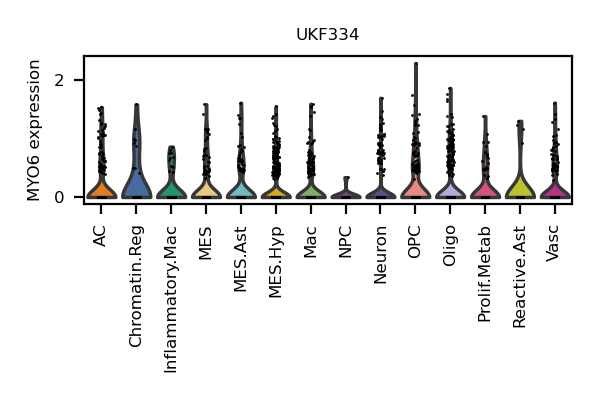 UKF334
MYO6 expression
2
0
AC
Chromatin.Reg
Inflammatory.Mac
MES
MES.Ast
MES.Hyp
Mac
NPC
Neuron
OPC
Oligo
Prolif.Metab
Reactive.Ast
Vasc